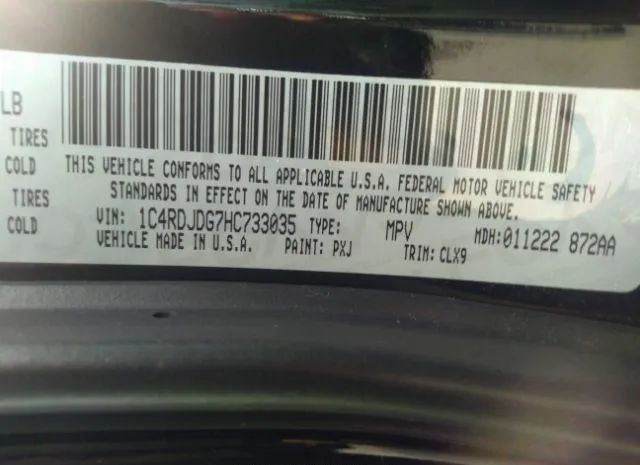 LB
TIRES
COLD
TIRES
COLD
THIS VEHICLE CONFORMS TO ALL APPLICABLE U.S.A. FEDERAL MOTOR VEHICLE SAFETY
STANDARDS IN EFFECT ON THE DATE OF MANUFACTURE SHOWN ABOVE.
VIN: 1C4RDJDG7HC733035 TYPE: MPV MDH:011222 872AA
VEHICLE MADE IN U.S.A. PAINT: PXJ TRIM: CLX9